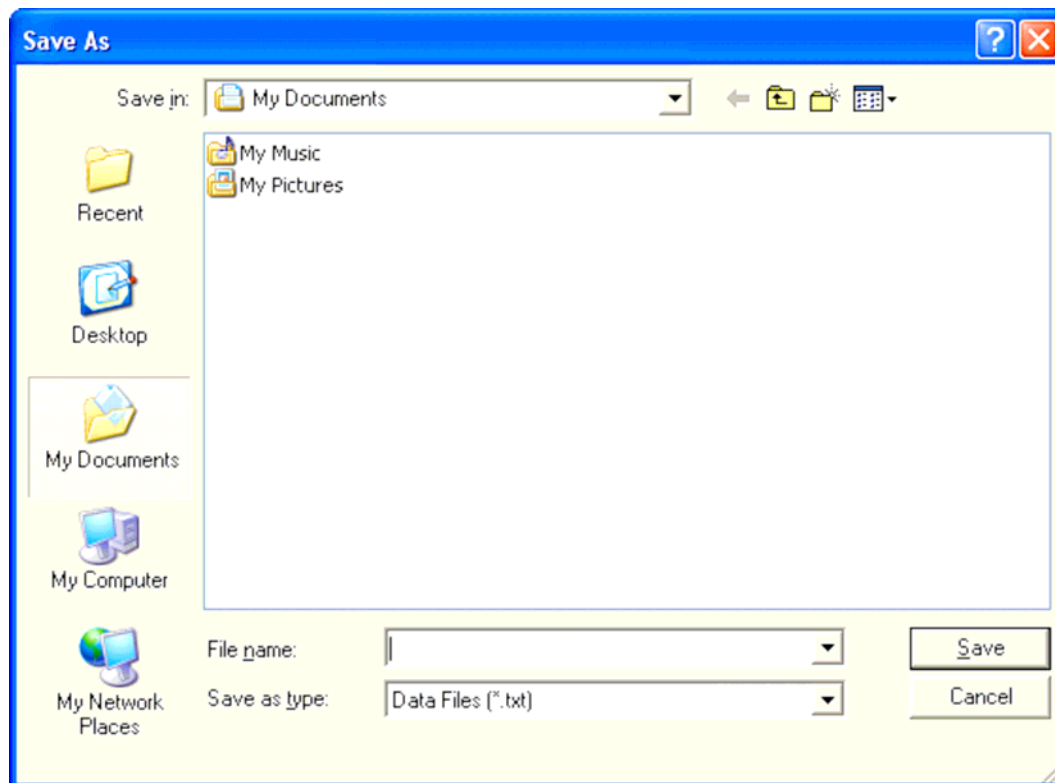 Save As
Save in: My Documents
My Music
My Pictures
Recent
Desktop
My Documents
My Computer
My Network
Places
File name:
Save
Save as type: Data Files (*.txt)
Cancel